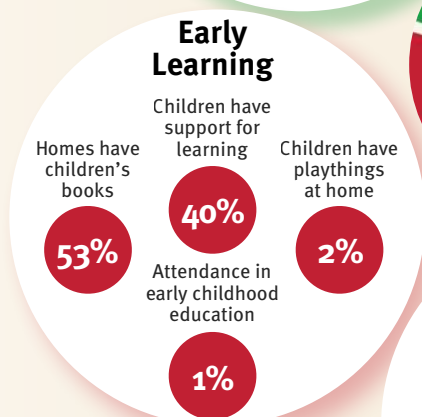 Early
Learning
Homes have
children's
books
53%
Children have
support for
learning
40%
Children have
playthings
at home
2%
Attendance in
early childhood
education
1%